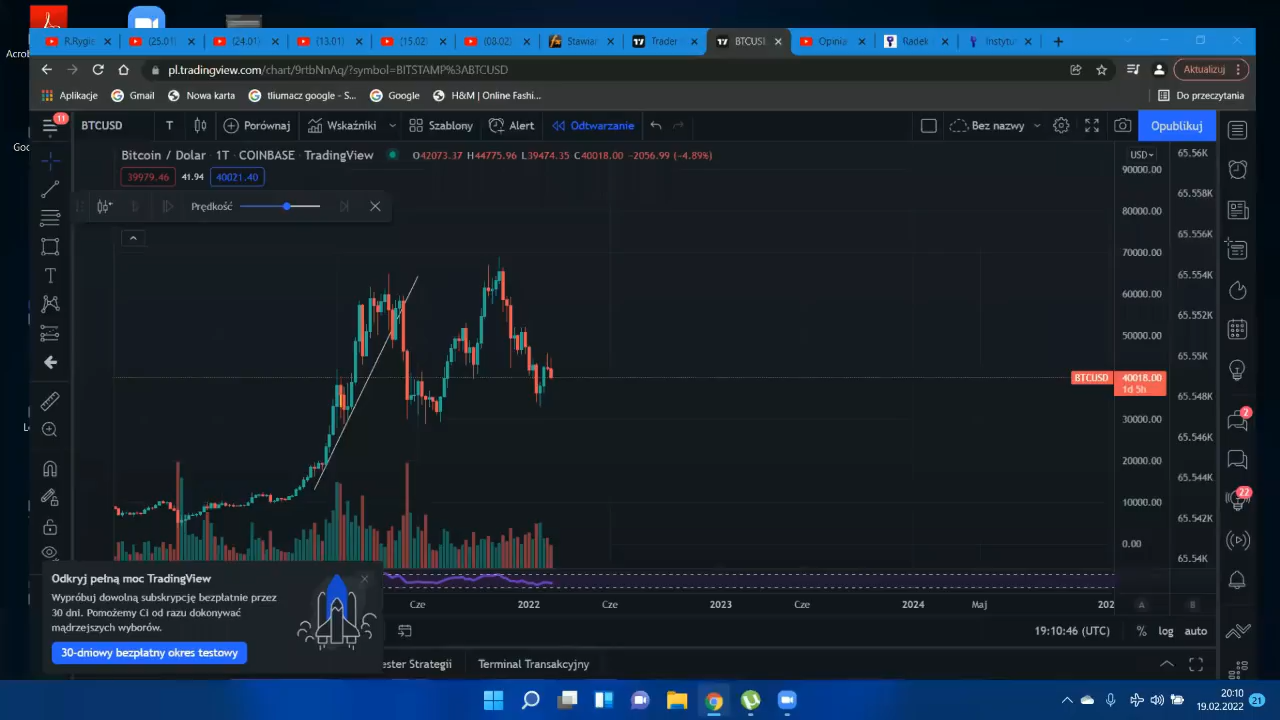 Acro
R.Rygie
(25.01)
(24.01)
(13.01)
(15.02)
(08.02)
Stawian
Trader
BTCUSI
Opinia
Radek
Instytu
pl.tradingview.com/chart/9rtbNnAq/?symbol=BITSTAMP%3ABTCUSD
Aktualizuj
Aplikacje
Gmail
Nowa karta
tłumacz google - S...
Google
H&M | Online Fashi...
Do przeczytania
11
BTCUSD
T
Porównaj
Wskaźniki
Szablony
Alert
Odtwarzanie
Bez nazwy
Opublikuj
Goo
Bitcoin / Dolar · 1T · COINBASE · TradingView
O42073.37 H44775.96 L39474.35 C40018.00 -2056.99 (-4.89%)
USD
39979.46
41.94
40021.40
Prędkość
90000.00
80000.00
70000.00
60000.00
50000.00
BTCUSD
40018.00
1d 5h
30000.00
20000.00
10000.00
0.00
65.56K
65.558K
65.556K
65.554K
65.552K
65.55K
65.548K
65.546K
65.544K
65.542K
65.54K
2
22
Odkryj pełną moc TradingView
Wypróbuj dowolną subskrypcję bezpłatnie przez
30 dni. Pomożemy Ci od razu dokonywać
mądrzejszych wyborów.
30-dniowy bezpłatny okres testowy
Cze
2022
Cze
2023
Cze
2024
Maj
202
A
B
19:10:46 (UTC)
%
log
auto
ester Strategii
Terminal Transakcyjny
20:10
19.02.2022
21